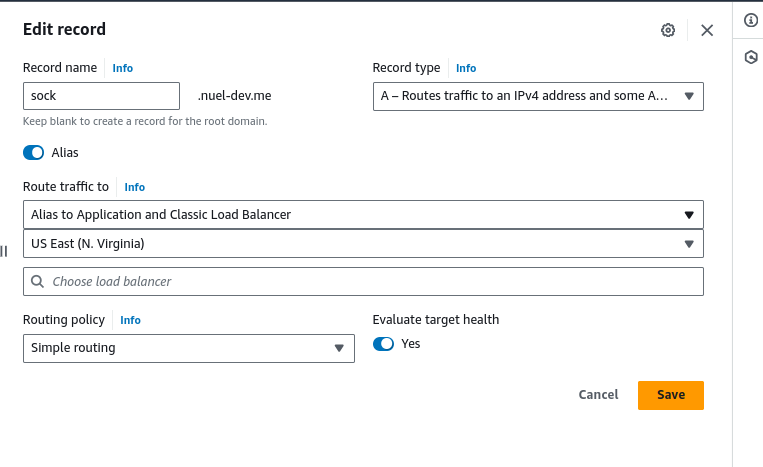 Edit record
Record name Info
Record type Info
sock .nuel-dev.me
A – Routes traffic to an IPv4 address and some A...
Keep blank to create a record for the root domain.
Alias
Route traffic to Info
Alias to Application and Classic Load Balancer
US East (N. Virginia)
Choose load balancer
Routing policy Info
Evaluate target health
Simple routing
Yes
Cancel Save